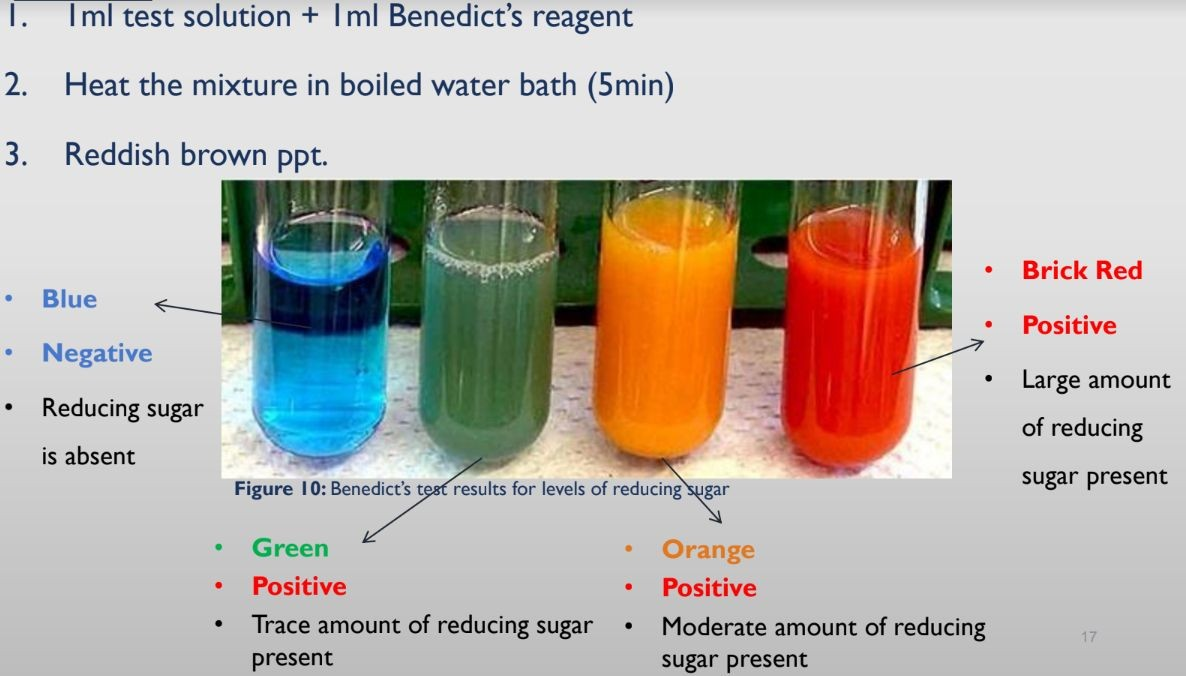 1. 1ml test solution + 1ml Benedict's reagent
2. Heat the mixture in boiled water bath (5min)
3. Reddish brown ppt.
• Blue
• Negative
• Reducing sugar
is absent
• Brick Red
• Positive
• Large amount
of reducing
sugar present
Figure 10: Benedict's test results for levels of reducing sugar
• Green
• Positive
• Trace amount of reducing sugar
present
• Orange
• Positive
• Moderate amount of reducing
sugar present
17